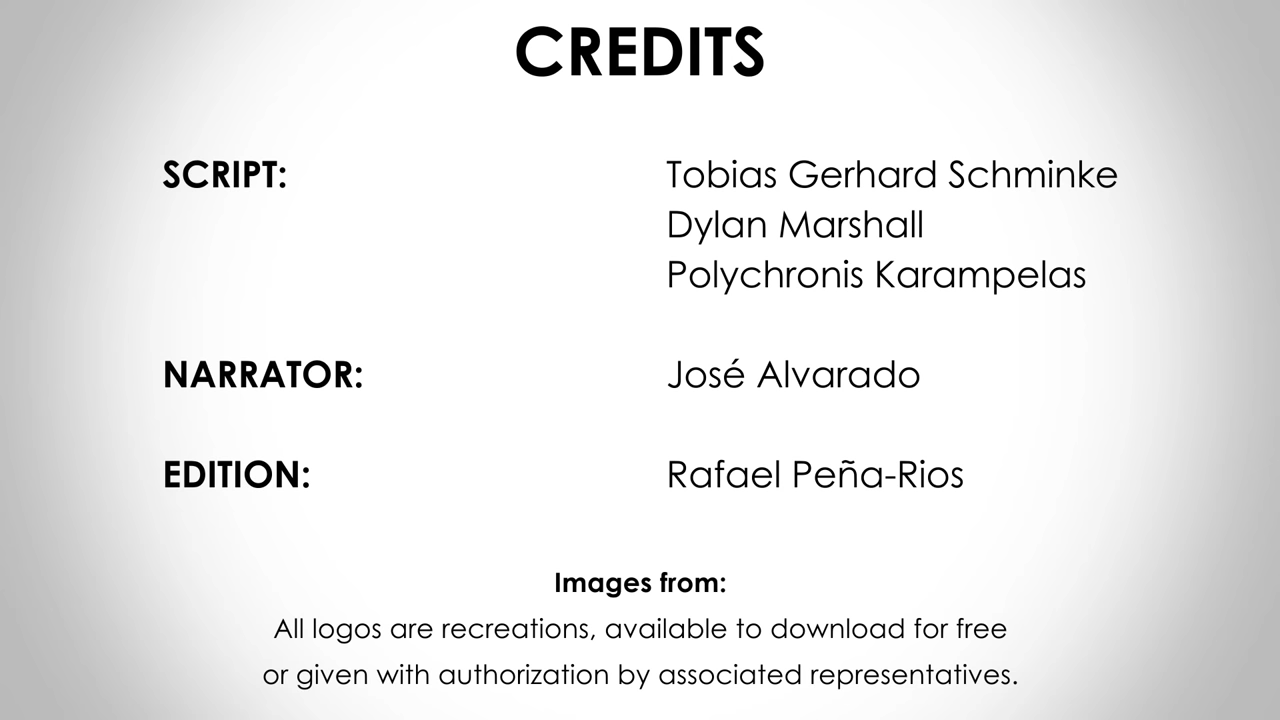 CREDITS
SCRIPT: Tobias Gerhard Schminke
Dylan Marshall
Polychronis Karampelas
NARRATOR: José Alvarado
EDITION: Rafael Peña-Rios
Images from:
All logos are recreations, available to download for free
or given with authorization by associated representatives.